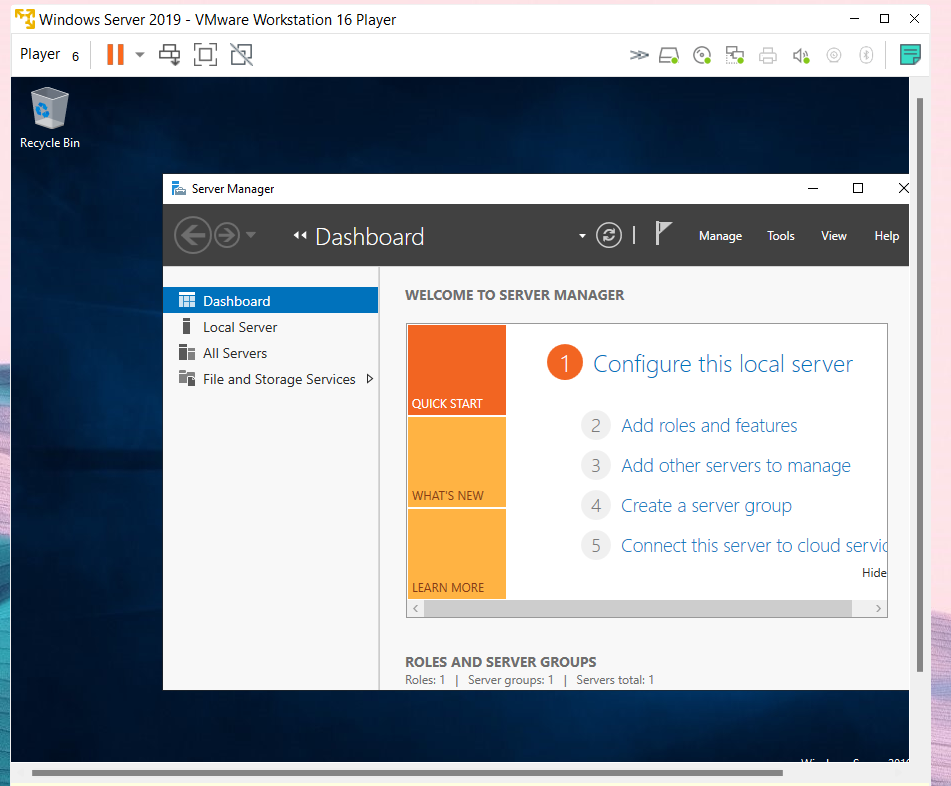 Windows Server 2019 - VMware Workstation 16 Player
Player 6
Recycle Bin
Server Manager
Dashboard
Manage Tools View Help
Dashboard
Local Server
All Servers
File and Storage Services
WELCOME TO SERVER MANAGER
QUICK START
WHAT'S NEW
LEARN MORE
1 Configure this local server
2 Add roles and features
3 Add other servers to manage
4 Create a server group
5 Connect this server to cloud servic
Hide
ROLES AND SERVER GROUPS
Roles: 1 | Server groups: 1 | Servers total: 1